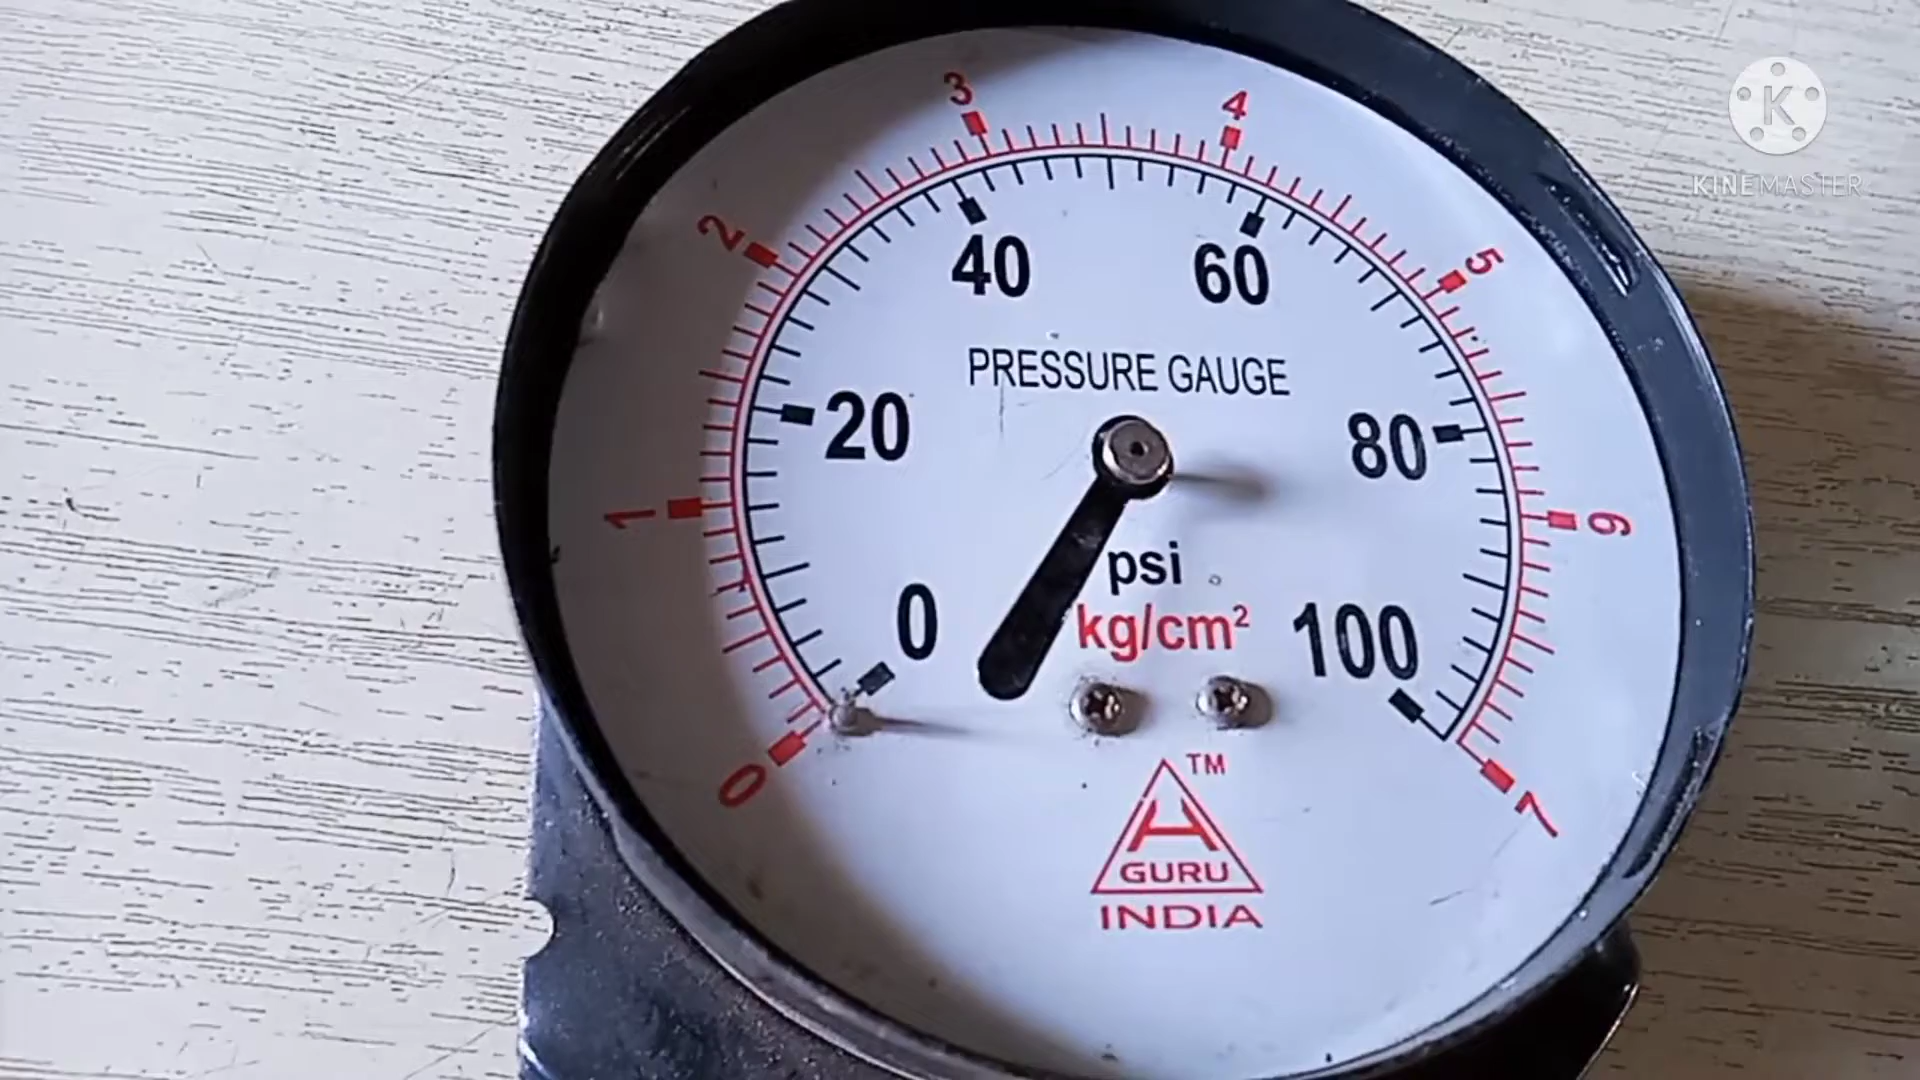 3
4
2
5
40
60
PRESSURE GAUGE
20
80
1
6
psi
0
kg/cm²
100
0
7
TM
H
GURU
INDIA
K
KINEMASTER